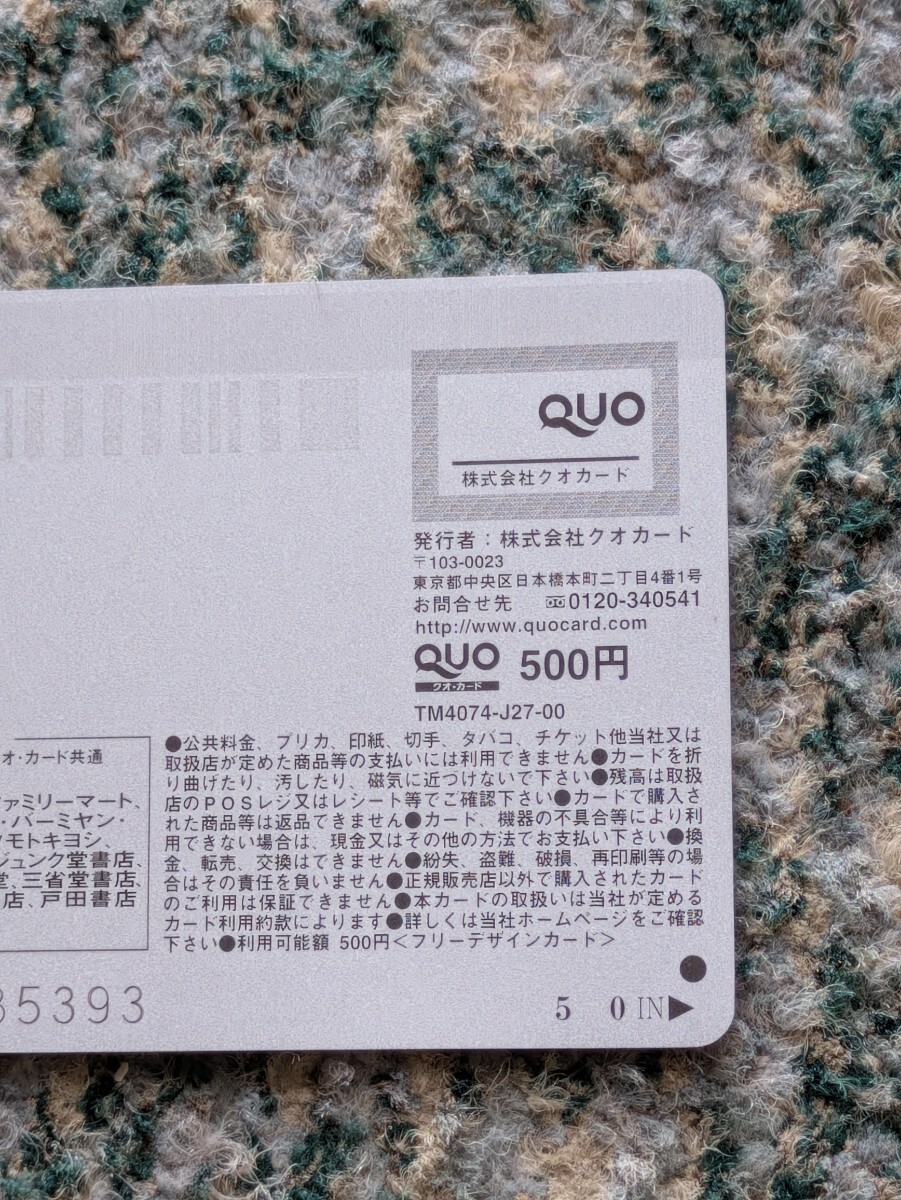 QUO
株式会社クオカード
発行者:株式会社クオカード
〒103-0023
東京都中央区日本橋本町二丁目4番1号
お問合せ先 0120-340541
http://www.quocard.com
QUO 500円
クオ・カード
TM4074-J27-00
オ・カード共通
ファミリーマート、
・バーミヤン・
ツモトキヨシ、
ジュンク堂書店、
堂、三省堂書店、
店、戸田書店
●公共料金、プリカ、印紙、切手、タバコ、チケット他当社又は
取扱店が定めた商品等の支払いには利用できません●カードを折
り曲げたり、汚したり、磁気に近づけないで下さい●残高は取扱
店のPOSレジ又はレシート等でご確認下さい●カードで購入さ
れた商品等は返品できません●カード、機器の不具合等により利
用できない場合は、現金又はその他の方法でお支払い下さい●換
金、転売、交換はできません●紛失、盗難、破損、再印刷等の場
合はその責任を負いません●正規販売店以外で購入されたカード
のご利用は保証できません●本カードの取扱いは当社が定める
カード利用約款によります●詳しくは当社ホームページをご確認
下さい●利用可能額 500円<フリーデザインカード>
35393
5 0 IN▶